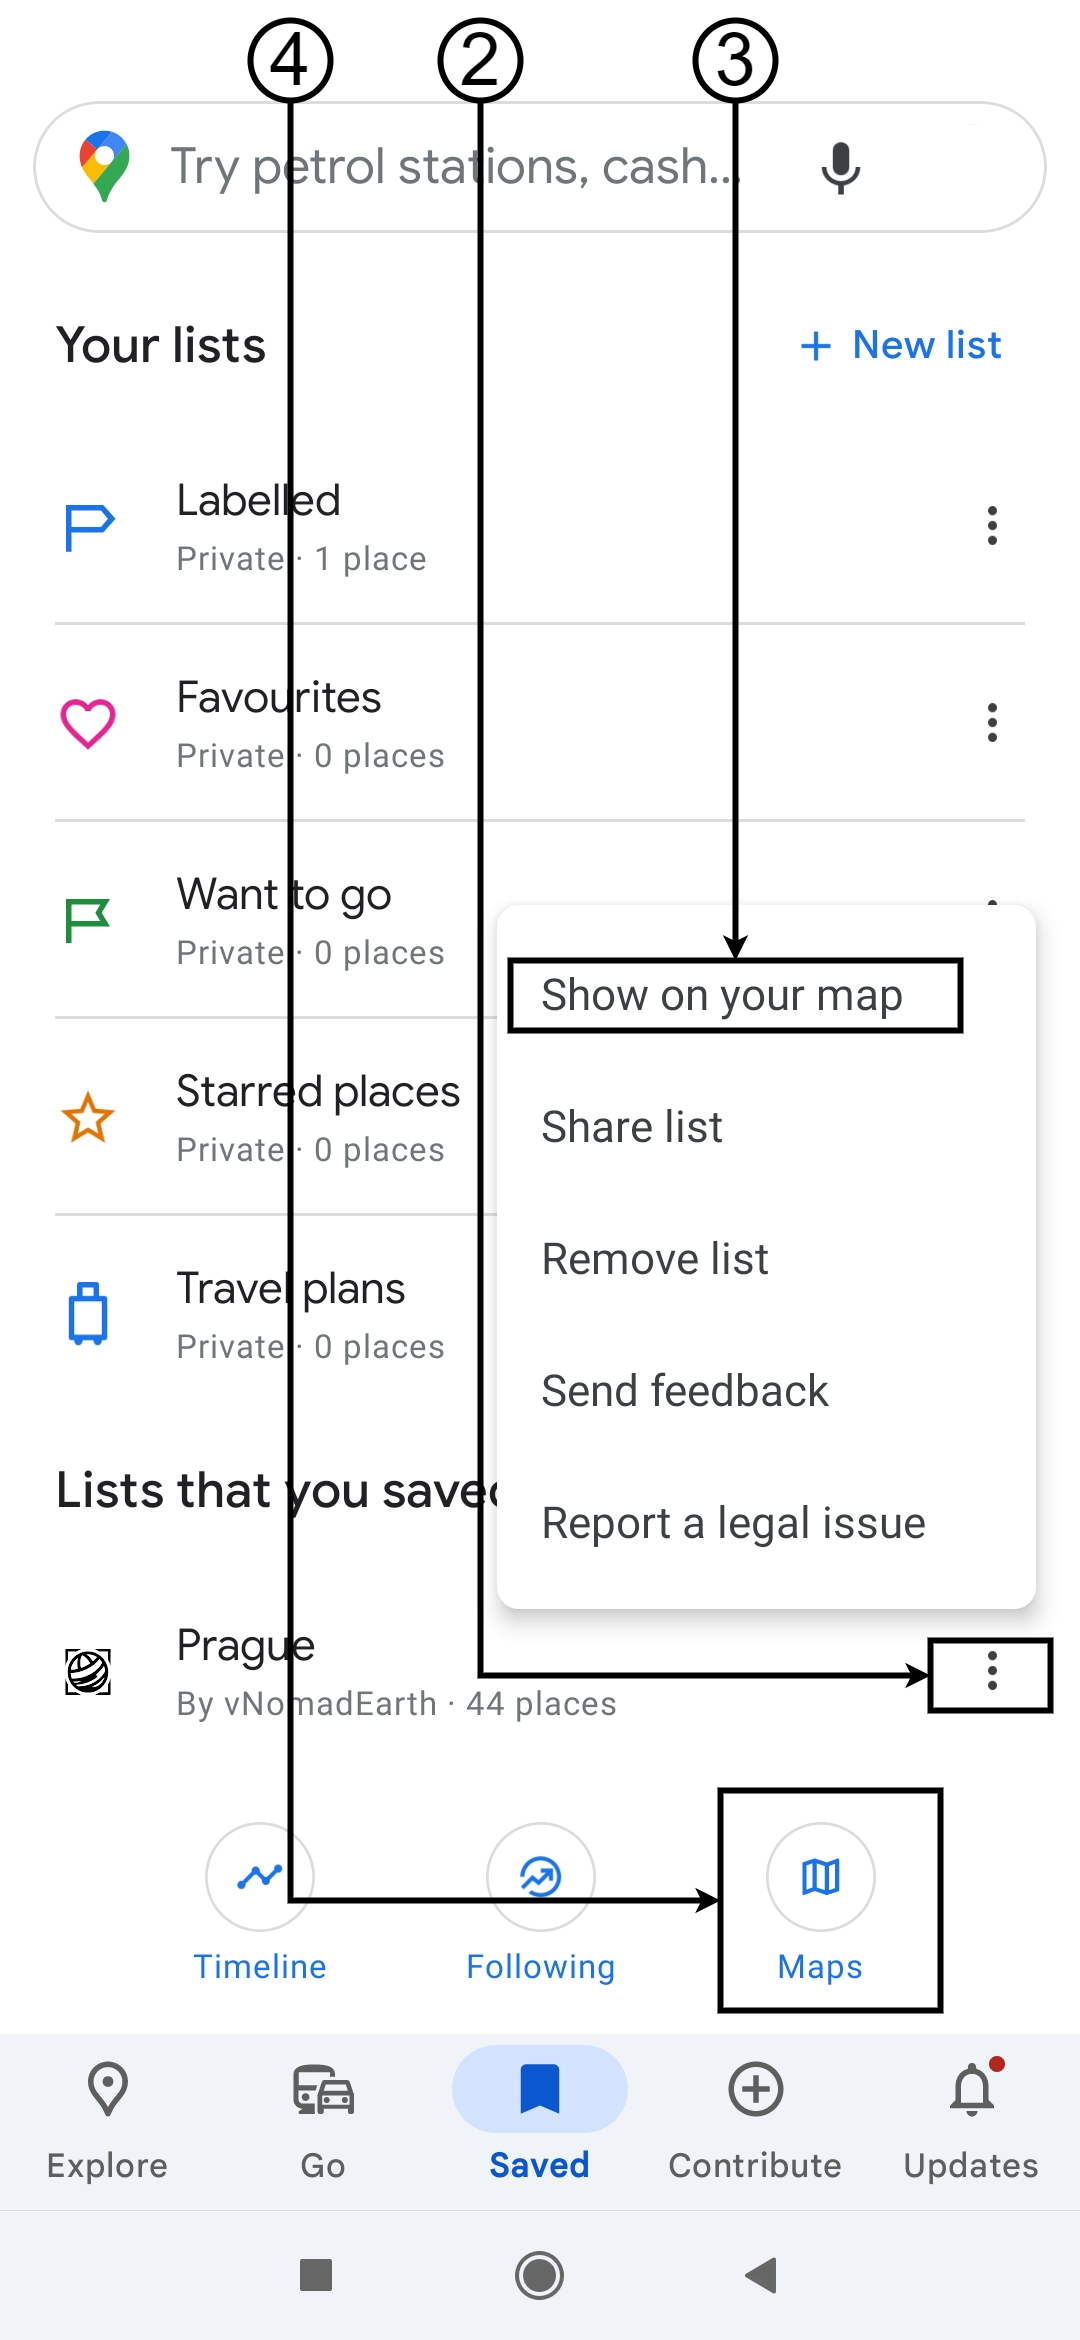 4 2 3
Try petrol stations, cash...
Your lists
+ New list
Labelled
Private · 1 place
Favourites
Private · 0 places
Want to go
Private · 0 places
Starred places
Private · 0 places
Travel plans
Private · 0 places
Show on your map
Share list
Remove list
Send feedback
Report a legal issue
Lists that you saved
Prague
By vNomadEarth · 44 places
Timeline Following Maps
Explore Go Saved Contribute Updates